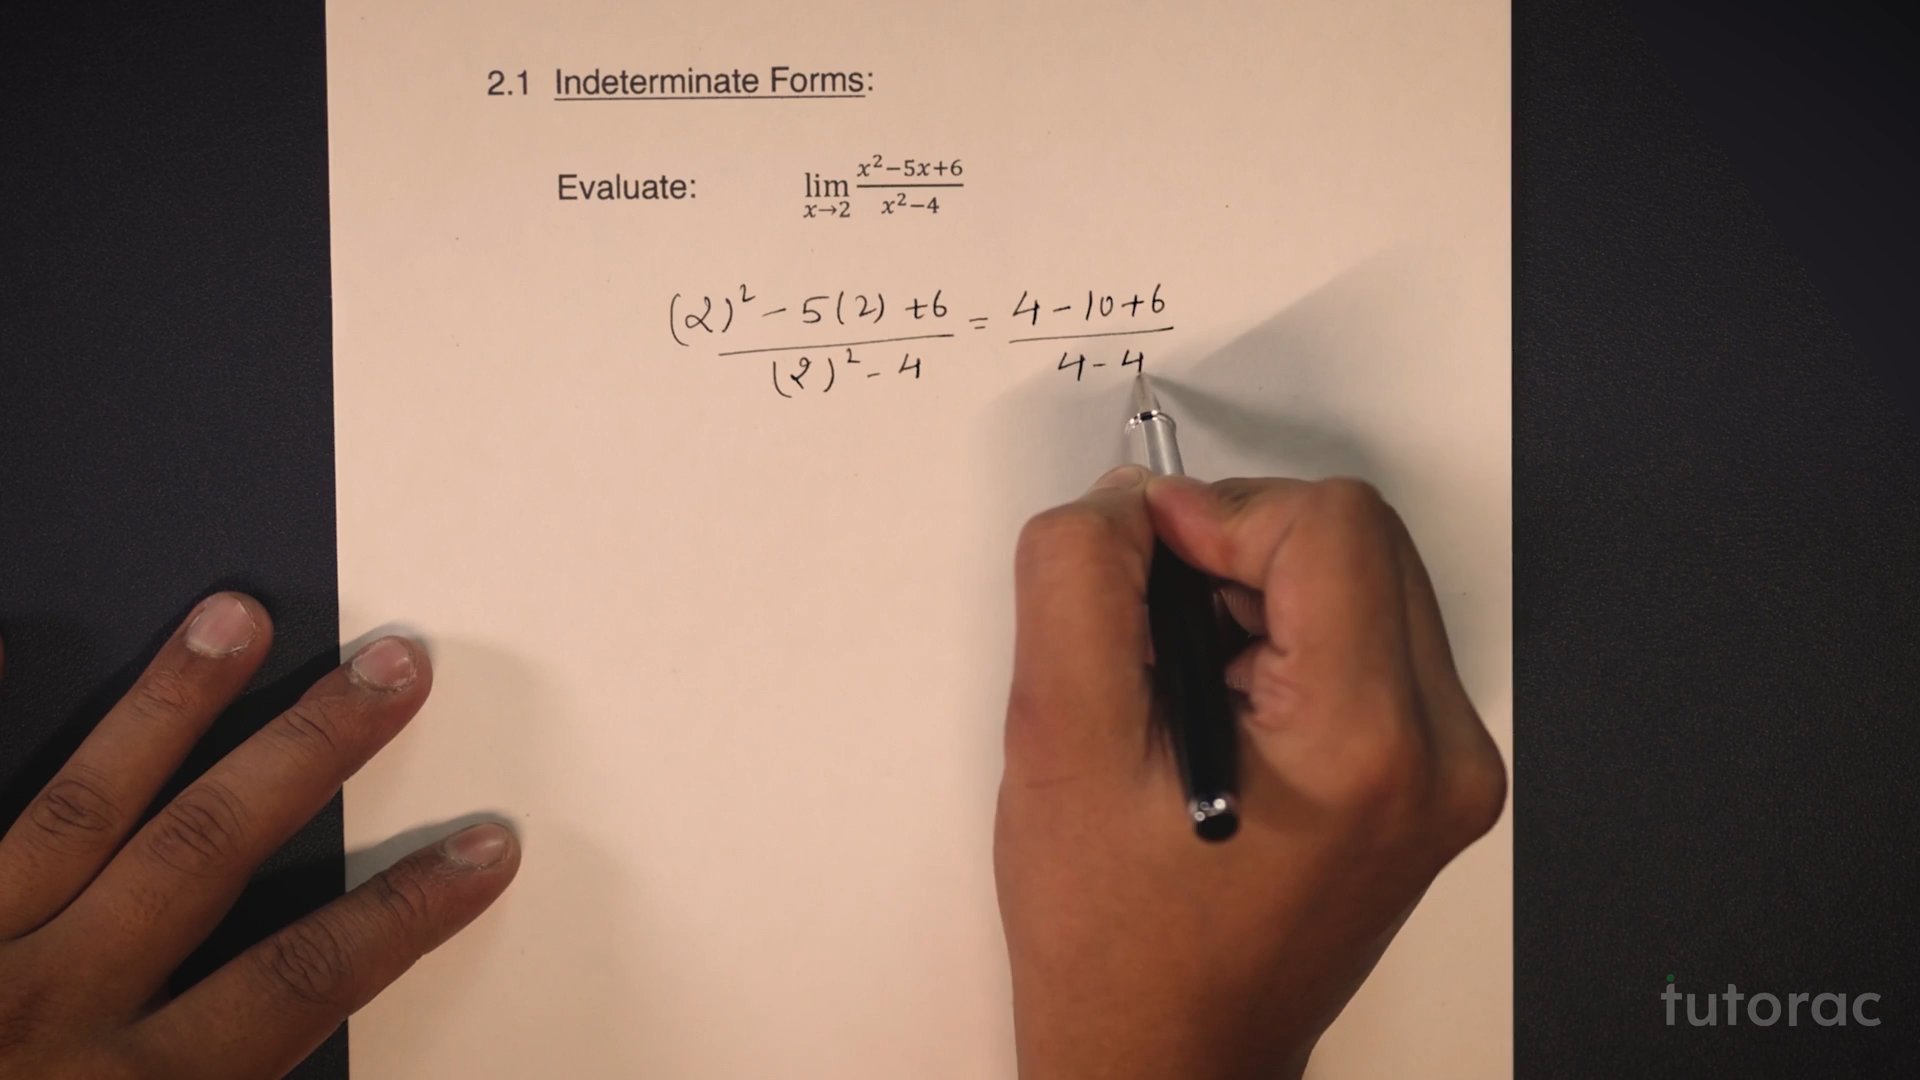 2.1 Indeterminate Forms:
Evaluate: lim x→2 x²−5x+6 / x²−4
(2)² − 5(2) + 6 / (2)² − 4 = 4 − 10 + 6 / 4 − 4
tutorac